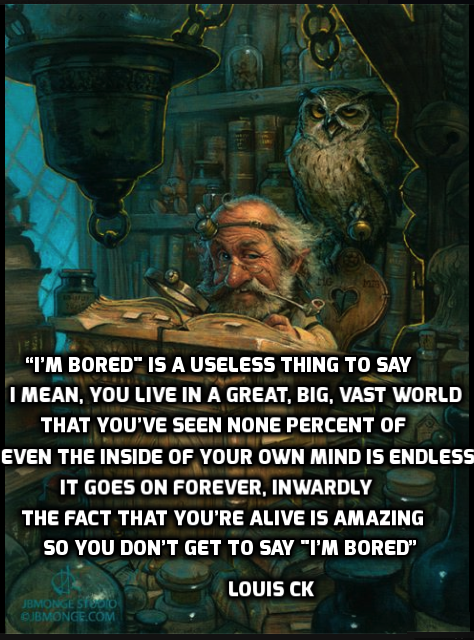 "I'M BORED" IS A USELESS THING TO SAY
I MEAN, YOU LIVE IN A GREAT, BIG, VAST WORLD
THAT YOU'VE SEEN NONE PERCENT OF
EVEN THE INSIDE OF YOUR OWN MIND IS ENDLESS
IT GOES ON FOREVER, INWARDLY
THE FACT THAT YOU'RE ALIVE IS AMAZING
SO YOU DON'T GET TO SAY "I'M BORED"
LOUIS CK
JBMONGE STUDIO
©JBMONGE.COM